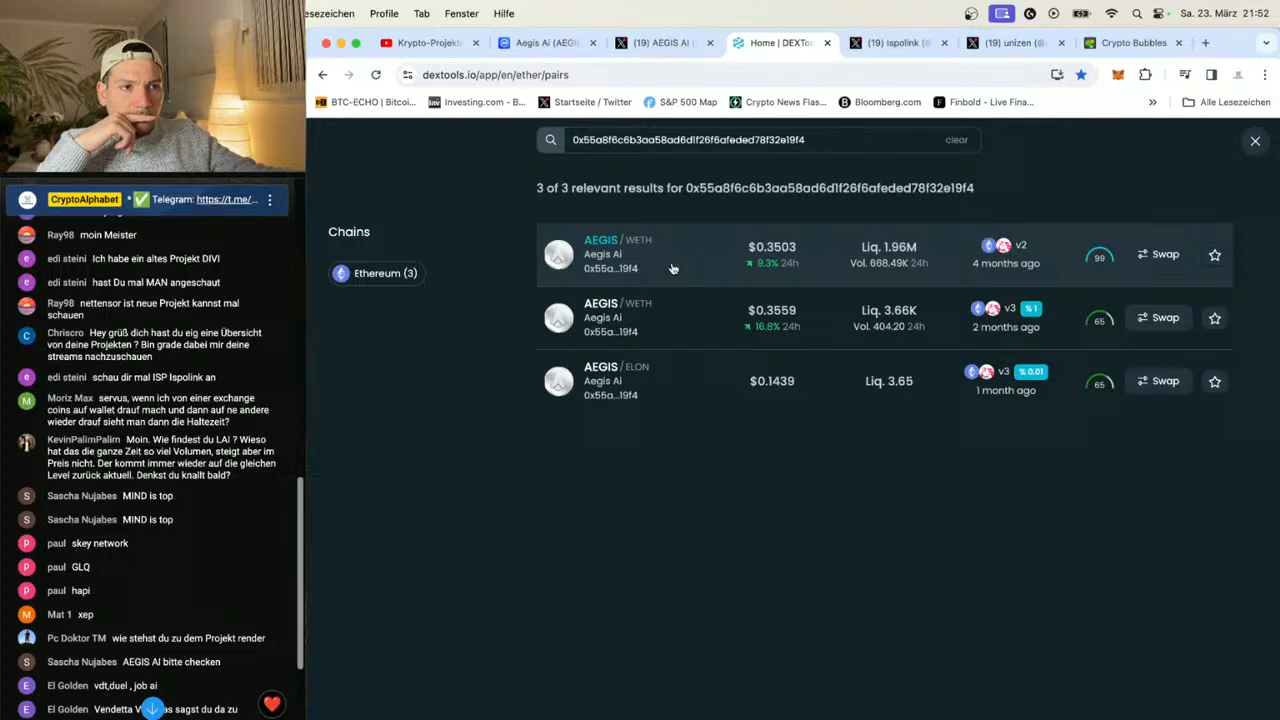 esezeichen Profile Tab Fenster Hilfe
Sa. 23. März 21:52
Krypto-Projekt
Aegis Ai (AEGI
(19) AEGIS AI (
Home | DEXToo
(19) Ispolink (@
(19) unizen (@
Crypto Bubbles
dextools.io/app/en/ether/pairs
BTC-ECHO | Bitcoi...
Investing.com - B...
Startseite / Twitter
S&P 500 Map
Crypto News Flas...
Bloomberg.com
Finbold - Live Fina...
Alle Lesezeichen
CryptoAlphabet * Telegram: https://t.me/...
Ray98 moin Meister
edi steini Ich habe ein altes Projekt DIVI
edi steini hast Du mal MAN angeschaut
Ray98 nettensor ist neue Projekt kannst mal
schauen
Chriscro Hey grüß dich hast du eig eine Übersicht
von deine Projekten ? Bin grade dabei mir deine
streams nachzuschauen
edi steini schau dir mal ISP Ispolink an
Moriz Max servus, wenn ich von einer exchange
coins auf wallet drauf mach und dann auf ne andere
wieder drauf sieht man dann die Haltezeit?
KevinPalimPalim Moin. Wie findest du LAI ? Wieso
hat das die ganze Zeit so viel Volumen, steigt aber im
Preis nicht. Der kommt immer wieder auf die gleichen
Level zurück aktuell. Denkst du knallt bald?
Sascha Nujabes MIND is top
Sascha Nujabes MIND is top
paul skey network
paul GLQ
paul hapi
Mat 1 xep
Pc Doktor TM wie stehst du zu dem Projekt render
Sascha Nujabes AEGIS AI bitte checken
El Golden vdt,duel , job ai
El Golden Vendetta V as sagst du da zu
0x55a8f6c6b3aa58ad6d1f26f6afeded78f32e19f4
clear
3 of 3 relevant results for 0x55a8f6c6b3aa58ad6d1f26f6afeded78f32e19f4
Chains
Ethereum (3)
AEGIS / WETH
Aegis Ai
0x55a...19f4
$0.3503
9.3% 24h
Liq. 1.96M
Vol. 668.49K 24h
v2
4 months ago
99
Swap
AEGIS / WETH
Aegis Ai
0x55a...19f4
$0.3559
16.8% 24h
Liq. 3.66K
Vol. 404.20 24h
v3 %1
2 months ago
65
Swap
AEGIS / ELON
Aegis Ai
0x55a...19f4
$0.1439
Liq. 3.65
v3 % 0.01
1 month ago
65
Swap